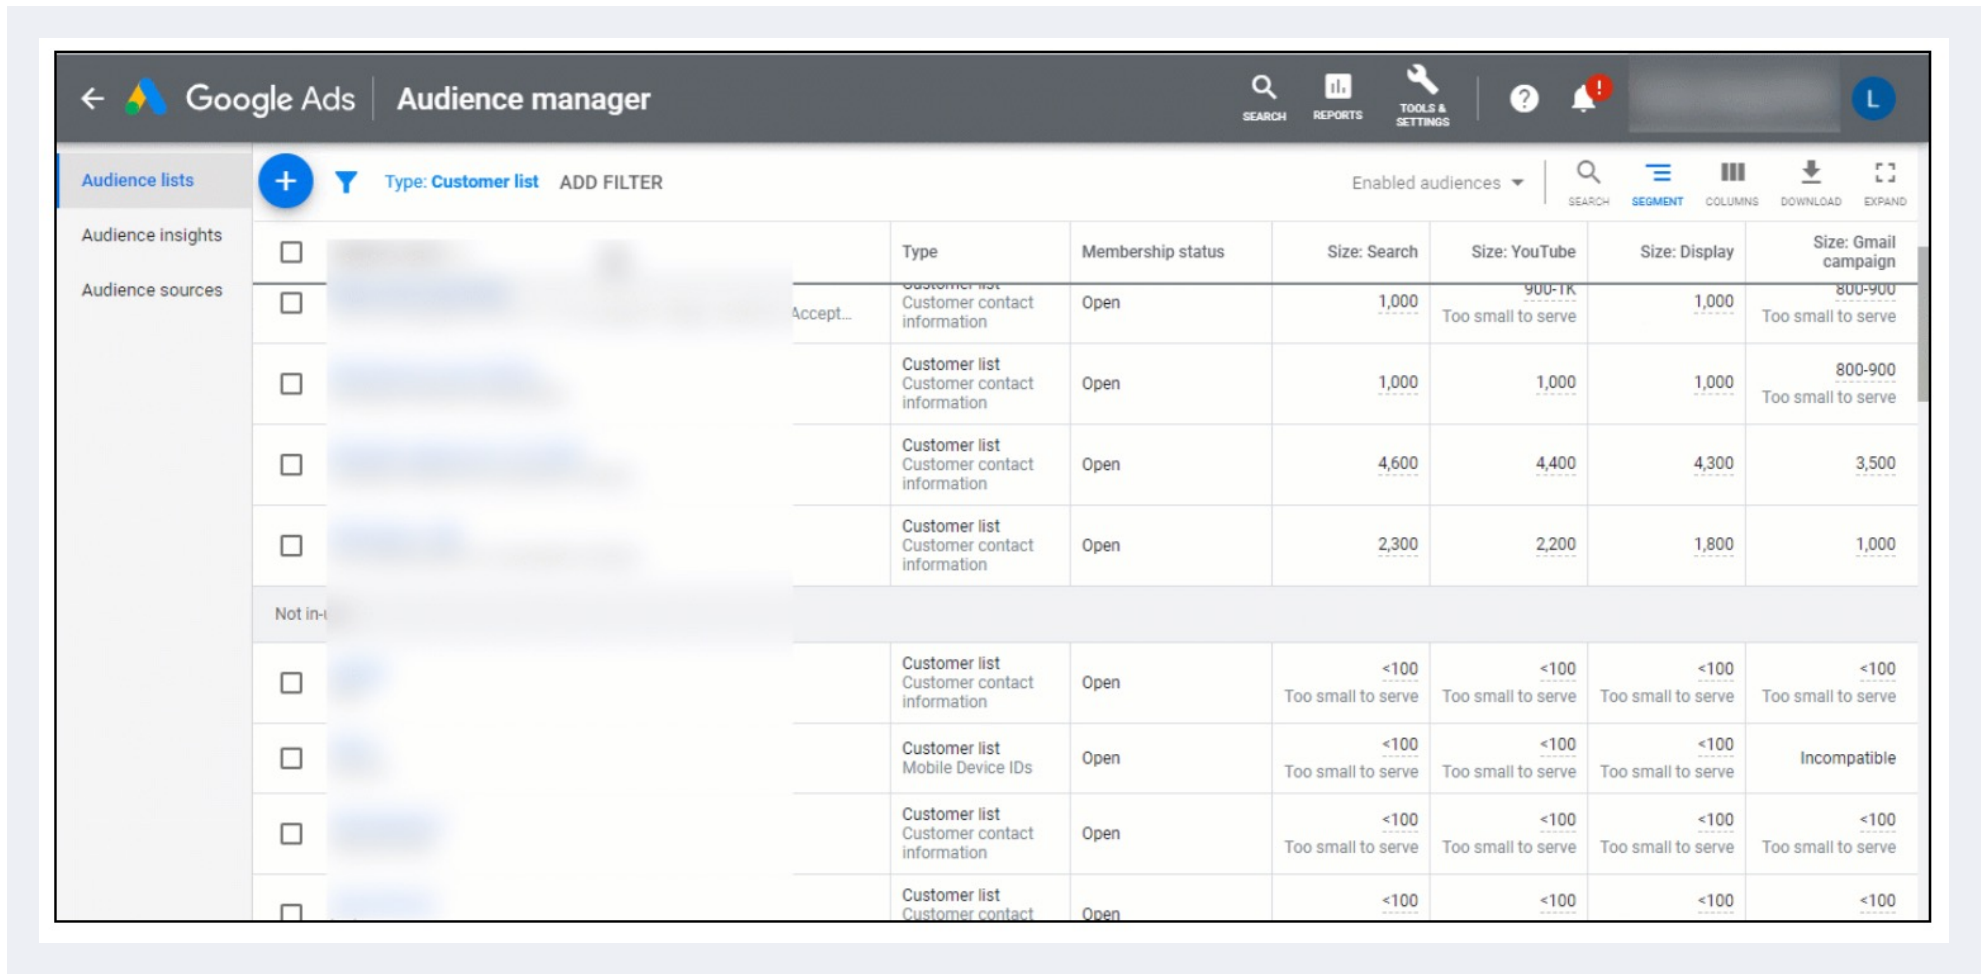 Google Ads Audience manager
SEARCH
REPORTS
TOOLS &
SETTINGS
?
!
L
Audience lists
Audience insights
Audience sources
+
Type: Customer list ADD FILTER
Enabled audiences
SEARCH
SEGMENT
COLUMNS
DOWNLOAD
EXPAND
Type
Membership status
Size: Search
Size: YouTube
Size: Display
Size: Gmail
campaign
Accept...
Customer list
Customer contact
information
Open
1,000
900-1K
Too small to serve
1,000
800-900
Too small to serve
Customer list
Customer contact
information
Open
1,000
1,000
1,000
800-900
Too small to serve
Customer list
Customer contact
information
Open
4,600
4,400
4,300
3,500
Customer list
Customer contact
information
Open
2,300
2,200
1,800
1,000
Not in-
Customer list
Customer contact
information
Open
<100
Too small to serve
<100
Too small to serve
<100
Too small to serve
<100
Too small to serve
Customer list
Mobile Device IDs
Open
<100
Too small to serve
<100
Too small to serve
<100
Too small to serve
Incompatible
Customer list
Customer contact
information
Open
<100
Too small to serve
<100
Too small to serve
<100
Too small to serve
<100
Too small to serve
Customer list
Customer contact
Open
<100
<100
<100
<100